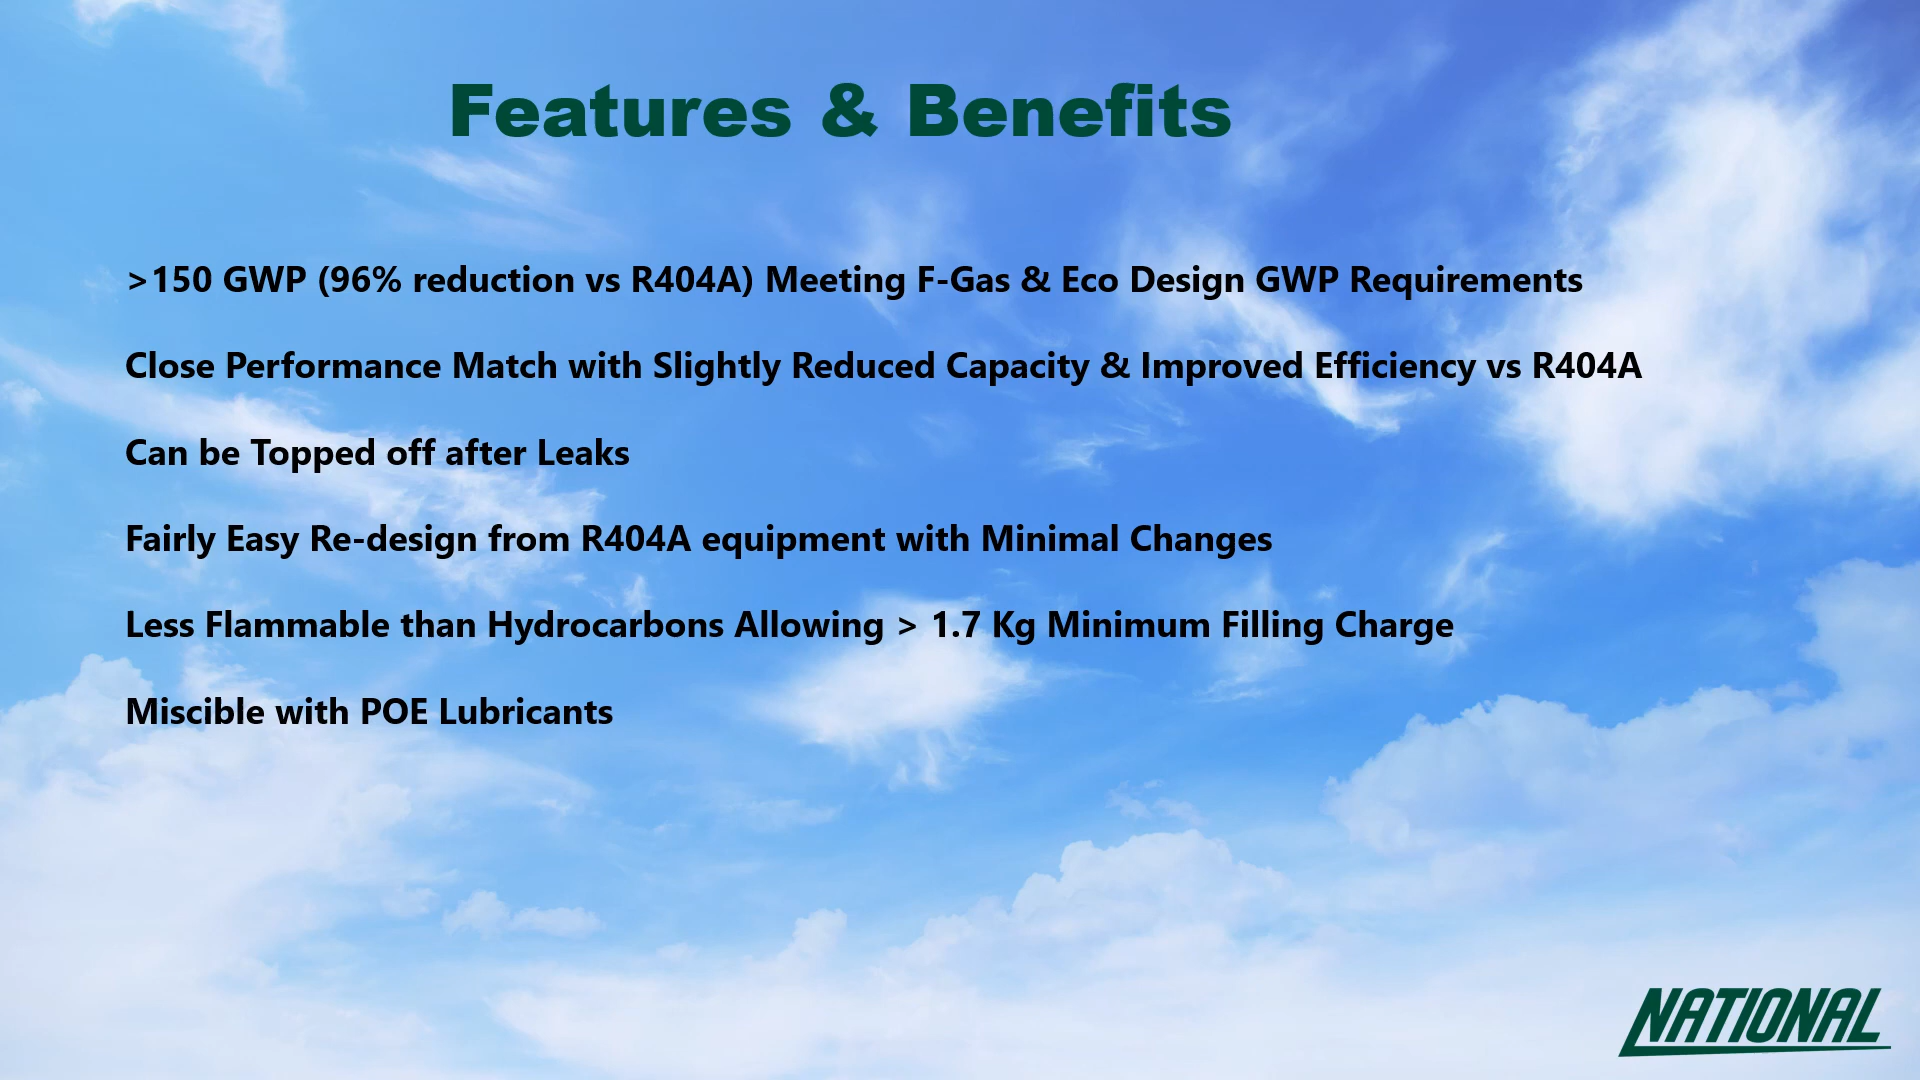 Features & Benefits
>150 GWP (96% reduction vs R404A) Meeting F-Gas & Eco Design GWP Requirements
Close Performance Match with Slightly Reduced Capacity & Improved Efficiency vs R404A
Can be Topped off after Leaks
Fairly Easy Re-design from R404A equipment with Minimal Changes
Less Flammable than Hydrocarbons Allowing > 1.7 Kg Minimum Filling Charge
Miscible with POE Lubricants
NATIONAL